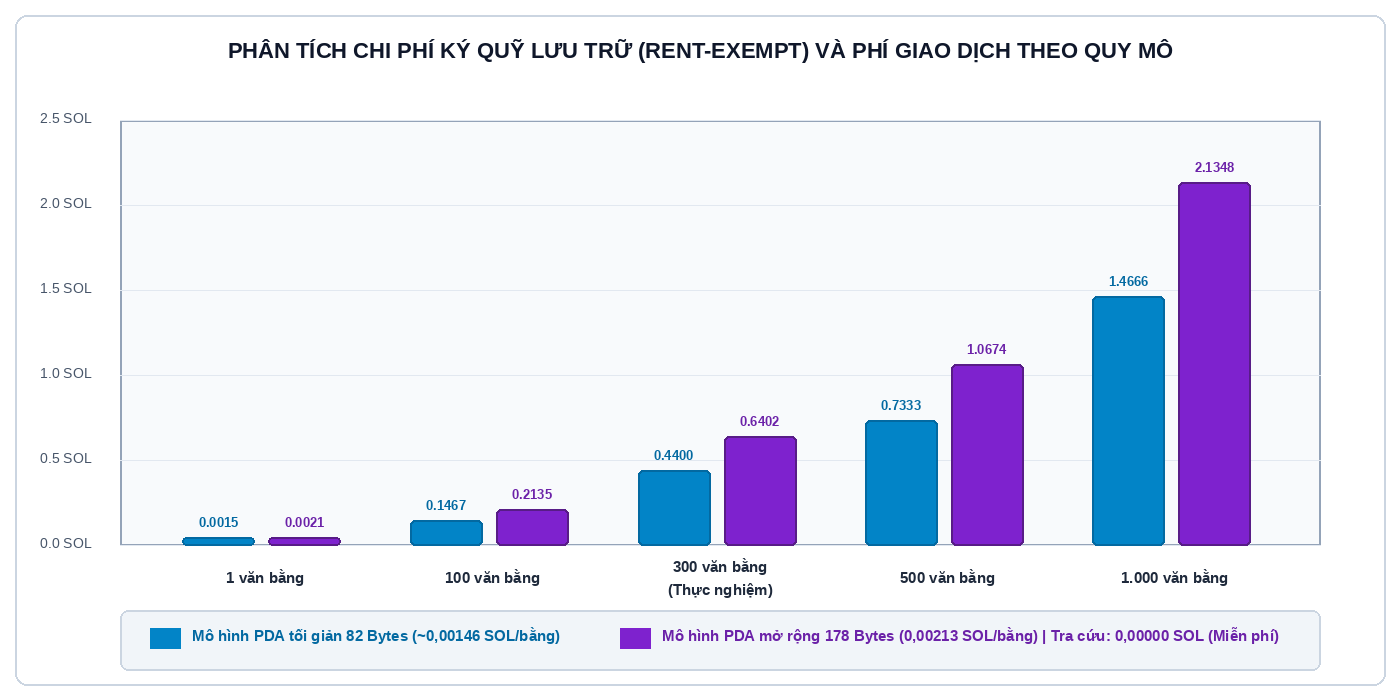 PHÂN TÍCH CHI PHÍ KÝ QUỸ LƯU TRỮ (RENT-EXEMPT) VÀ PHÍ GIAO DỊCH THEO QUY MÔ
2.5 SOL
2.0 SOL
1.5 SOL
1.0 SOL
0.5 SOL
0.0 SOL
0.0015
0.0021
0.1467
0.2135
0.4400
0.6402
0.7333
1.0674
1.4666
2.1348
1 văn bằng
100 văn bằng
300 văn bằng
(Thực nghiệm)
500 văn bằng
1.000 văn bằng
Mô hình PDA tối giản 82 Bytes (~0,00146 SOL/bằng)
Mô hình PDA mở rộng 178 Bytes (0,00213 SOL/bằng) | Tra cứu: 0,00000 SOL (Miễn phí)